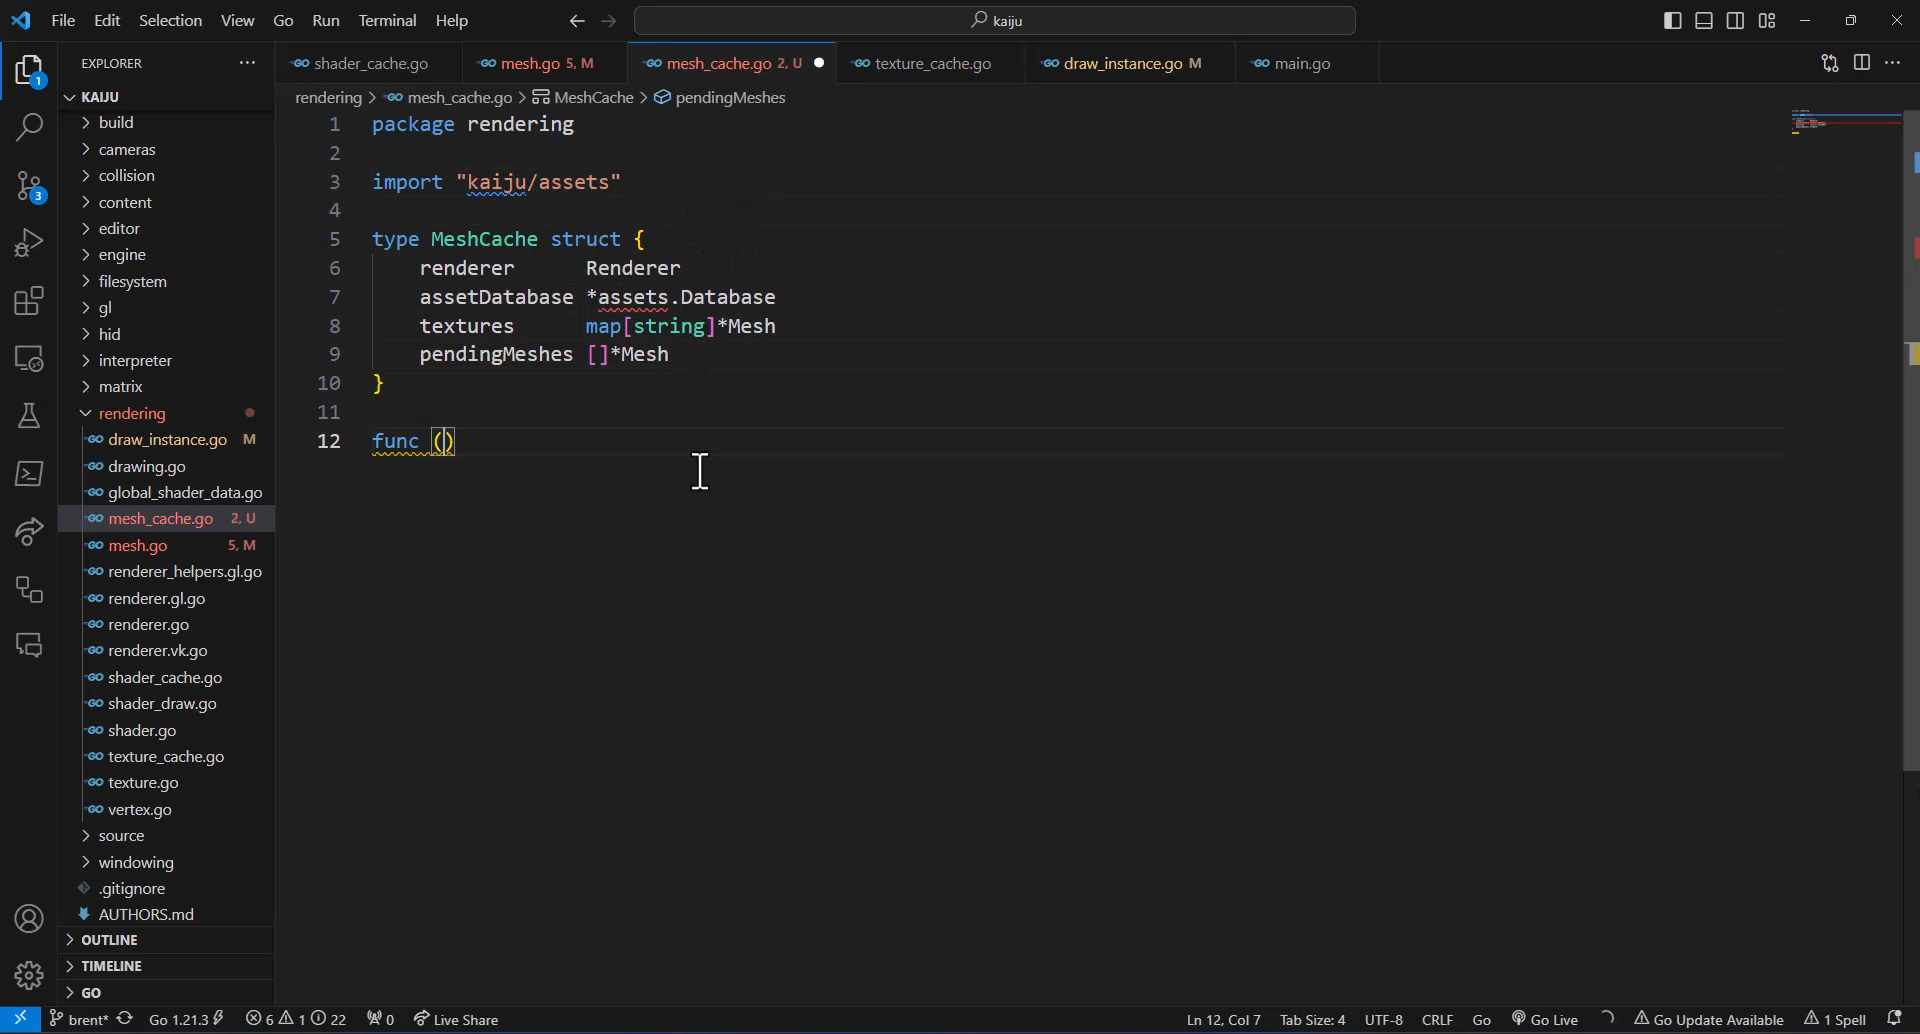 File Edit Selection View Go Run Terminal Help
kaiju
EXPLORER
shader_cache.go
mesh.go 5, M
mesh_cache.go 2, U
texture_cache.go
draw_instance.go M
main.go
rendering > mesh_cache.go > MeshCache > pendingMeshes
1
KAIJU
build
cameras
collision
content
editor
engine
filesystem
gl
hid
interpreter
matrix
rendering
draw_instance.go M
drawing.go
global_shader_data.go
mesh_cache.go 2, U
mesh.go 5, M
renderer_helpers.gl.go
renderer.gl.go
renderer.go
renderer.vk.go
shader_cache.go
shader_draw.go
shader.go
texture_cache.go
texture.go
vertex.go
source
windowing
.gitignore
AUTHORS.md
OUTLINE
TIMELINE
GO
3
1 package rendering
2
3 import "kaiju/assets"
4
5 type MeshCache struct {
6 renderer Renderer
7 assetDatabase *assets.Database
8 textures map[string]*Mesh
9 pendingMeshes []*Mesh
10 }
11
12 func ()
brent* Go 1.21.3 6 1 22 0 Live Share
Ln 12, Col 7 Tab Size: 4 UTF-8 CRLF Go Go Live Go Update Available 1 Spell